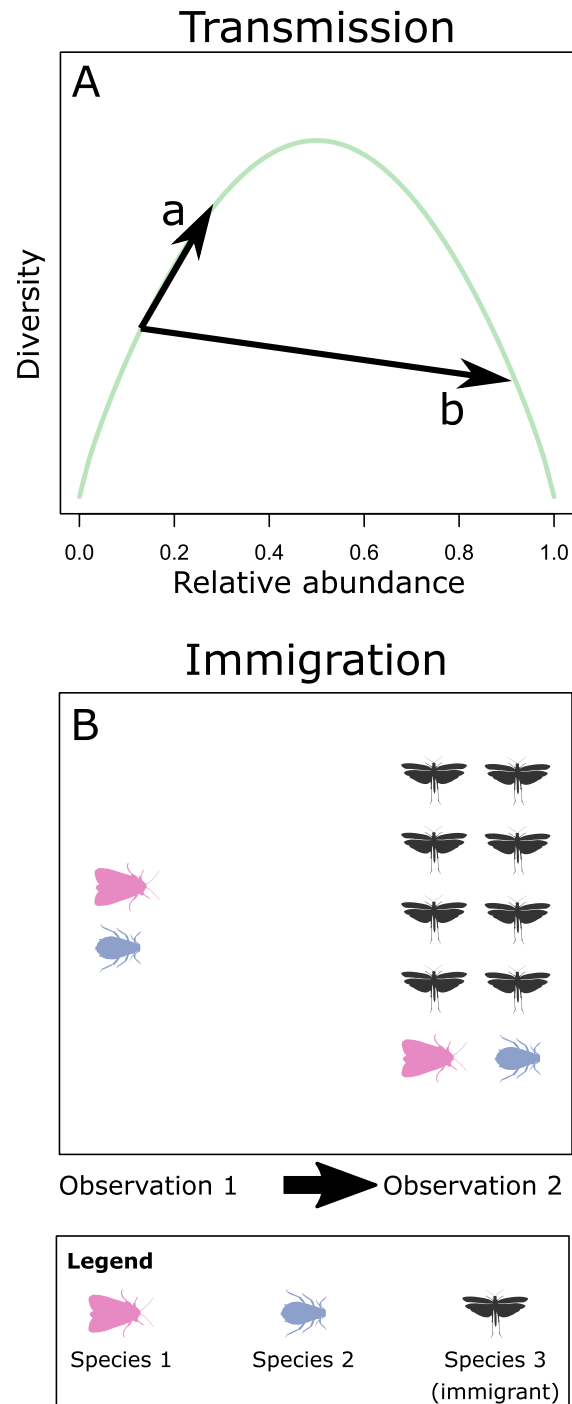 Transmission
A
a
b
Diversity
0.0 0.2 0.4 0.6 0.8 1.0
Relative abundance
Immigration
B
Observation 1 Observation 2
Legend
Species 1 Species 2 Species 3
(immigrant)